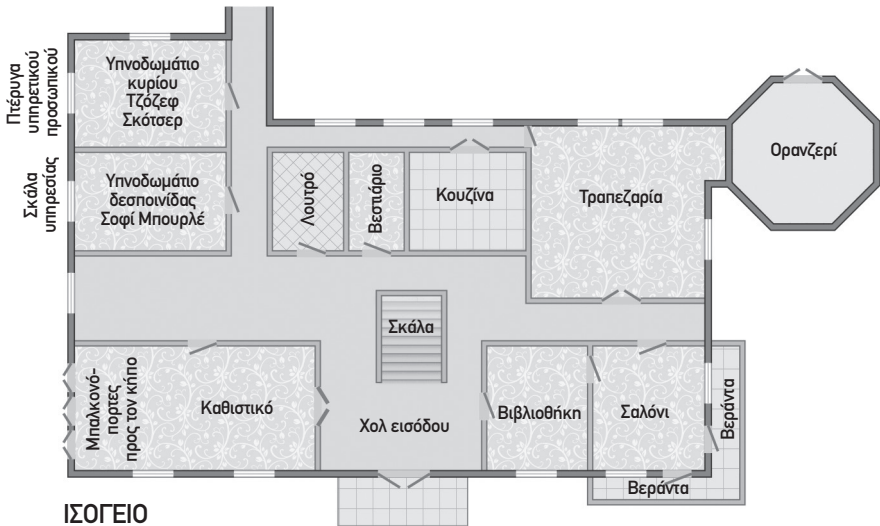 Πτέρυγα
υπηρετικού
προσωπικού
Υπνοδωμάτιο
κυρίου
Τζόζεφ
Σκότσερ
Σκάλα
υπηρεσίας
Υπνοδωμάτιο
δεσποινίδας
Σοφί Μπουρλέ
Λουτρό
Βεστιάριο
Κουζίνα
Τραπεζαρία
Ορανζερί
Σκάλα
Μπαλκονό-
πορτες
προς τον κήπο
Καθιστικό
Χολ εισόδου
Βιβλιοθήκη
Σαλόνι
Βεράντα
Βεράντα
ΙΣΟΓΕΙΟ